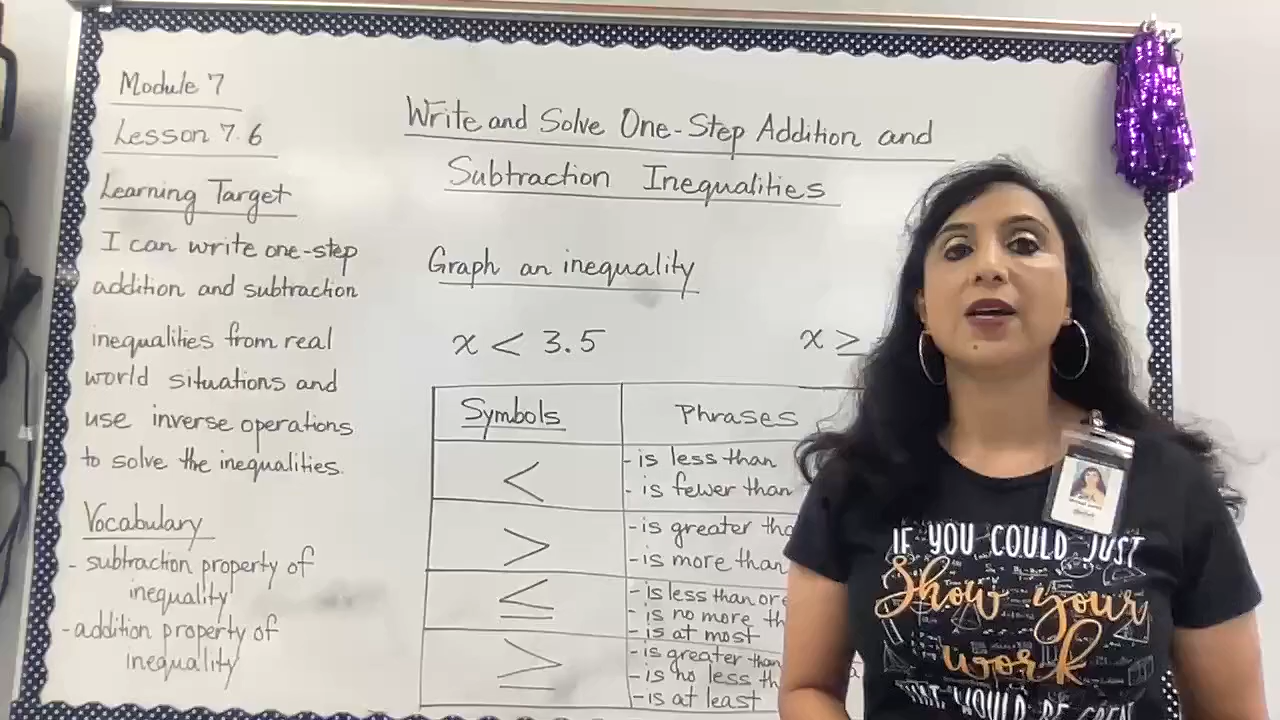 Module 7
Lesson 7.6
Learning Target
I can write one-step
addition and subtraction
inequalities from real
world situations and
use inverse operations
to solve the inequalities.
Vocabulary
- subtraction property of
inequality
- addition property of
inequality
Write and Solve One-Step Addition and
Subtraction Inequalities
Graph an inequality
x < 3.5
x ≥
Symbols
Phrases
<
- is less than
- is fewer than
>
- is greater
- is more than
≤
- is less than or
- is no more
- is at most
≥
- is greater than
- is no less
- is at least
IF YOU COULD JUST
Show your
work
THAT WOULD BE GREAT